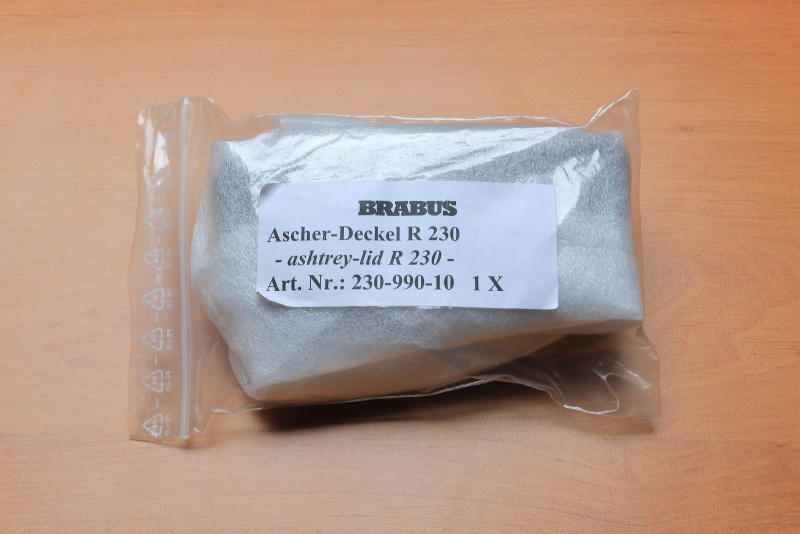 BRABUS
Ascher-Deckel R 230
- ashtrey-lid R 230 -
Art. Nr.: 230-990-10 1 X